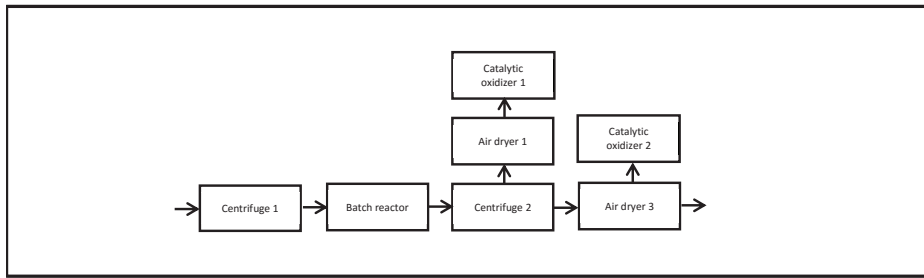 Catalytic
oxidizer 1
Air dryer 1
Catalytic
oxidizer 2
Centrifuge 1
Batch reactor
Centrifuge 2
Air dryer 3